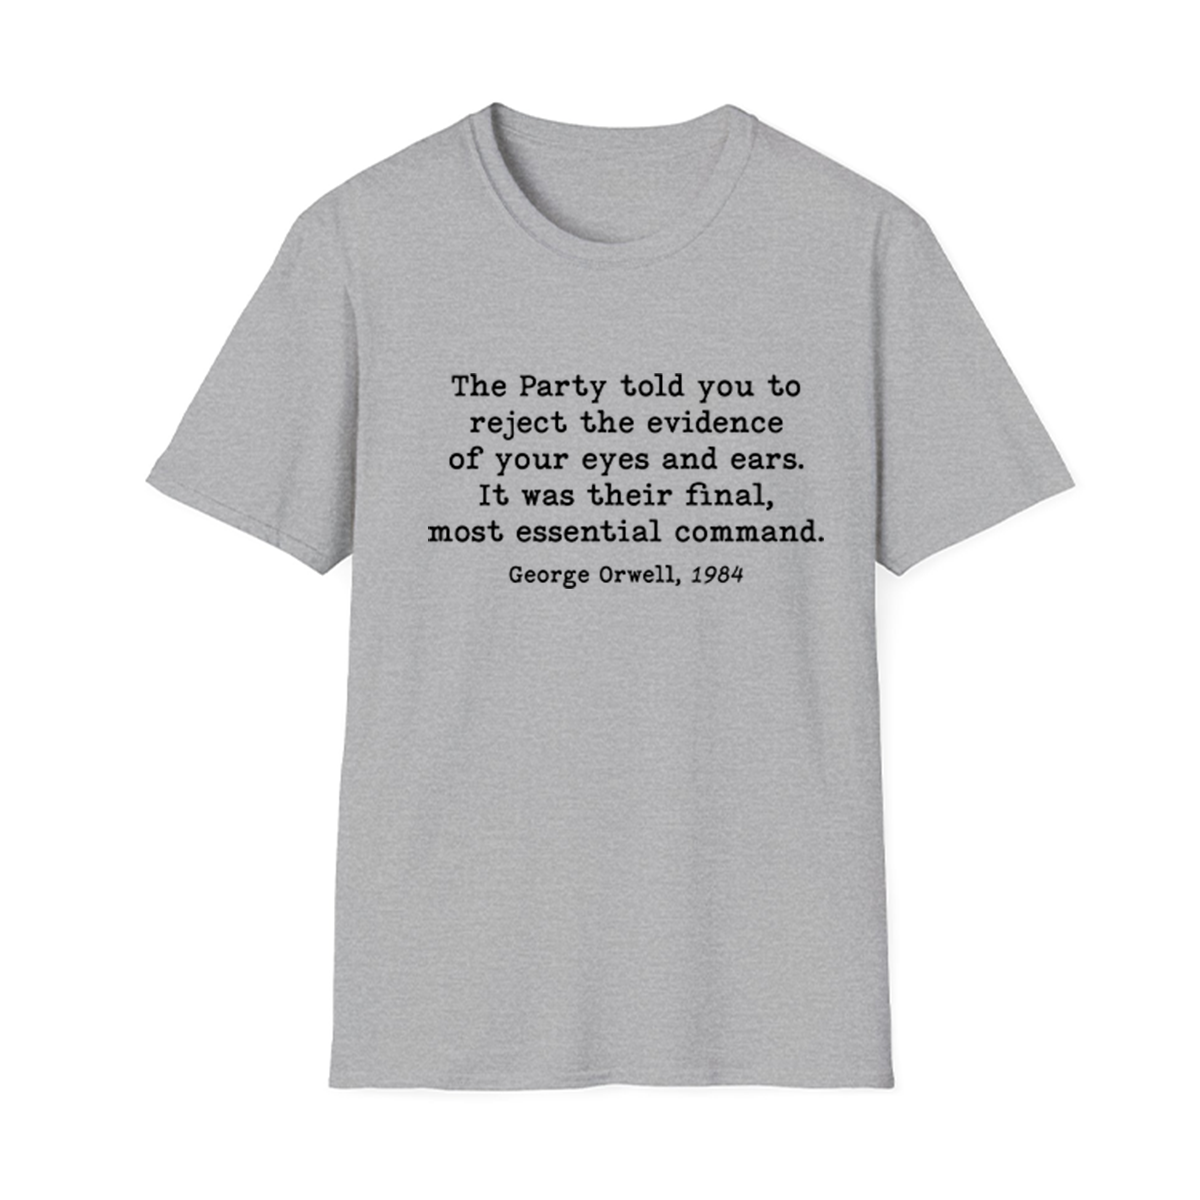 The Party told you to
reject the evidence
of your eyes and ears.
It was their final,
most essential command.
George Orwell, 1984